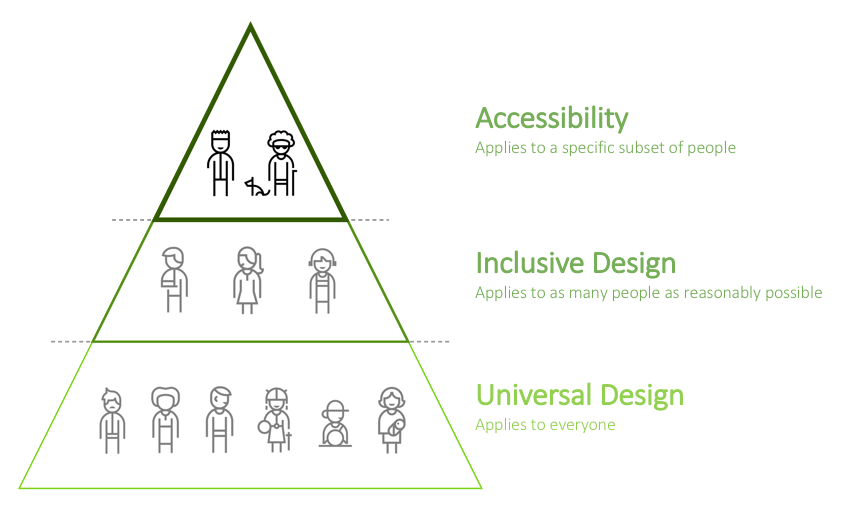 Accessibility
Applies to a specific subset of people
Inclusive Design
Applies to as many people as reasonably possible
Universal Design
Applies to everyone